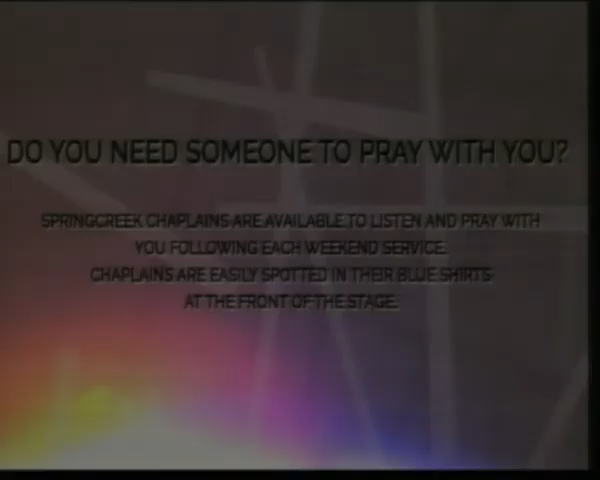 DO YOU NEED SOMEONE TO PRAY WITH YOU?
SPRINGCREEK CHAPLAINS ARE AVAILABLE TO LISTEN AND PRAY WITH
YOU FOLLOWING EACH WEEKEND SERVICE.
CHAPLAINS ARE EASILY SPOTTED IN THEIR BLUE SHIRTS
AT THE FRONT OF THE STAGE.